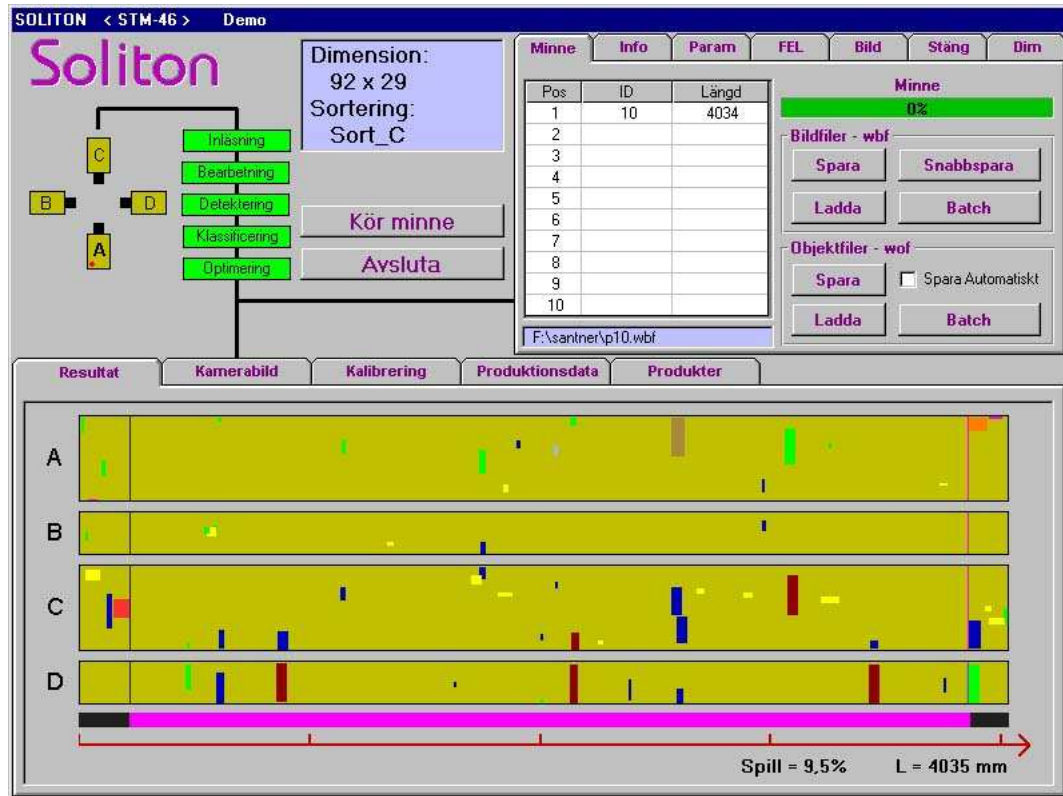 SOLITON < STM-46 > Demo
Soliton
Dimension:
92 x 29
Sortering:
Sort_C
C
B
D
A
Inläsning
Bearbetning
Detektering
Klassificering
Optimering
Kör minne
Avsluta
Minne Info Param FEL Bild Stäng Dim
Pos ID Längd
1 10 4034
2
3
4
5
6
7
8
9
10
F:\santner\p10.wbf
Minne
0%
Bildfiler - wbf
Spara Snabbspara
Ladda Batch
Objektfiler - wof
Spara Spara Automatiskt
Ladda Batch
Resultat Kamerabild Kalibrering Produktionsdata Produkter
A
B
C
D
Spill = 9,5% L = 4035 mm